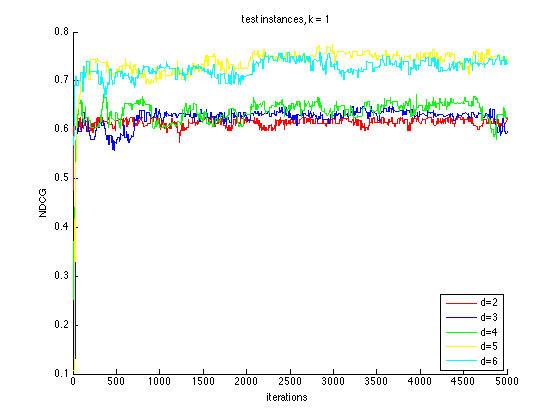 test instances, k = 1
0.8
0.7
0.6
0.5
0.4
0.3
0.2
0.1
NDCG
0 500 1000 1500 2000 2500 3000 3500 4000 4500 5000
iterations
d=2
d=3
d=4
d=5
d=6